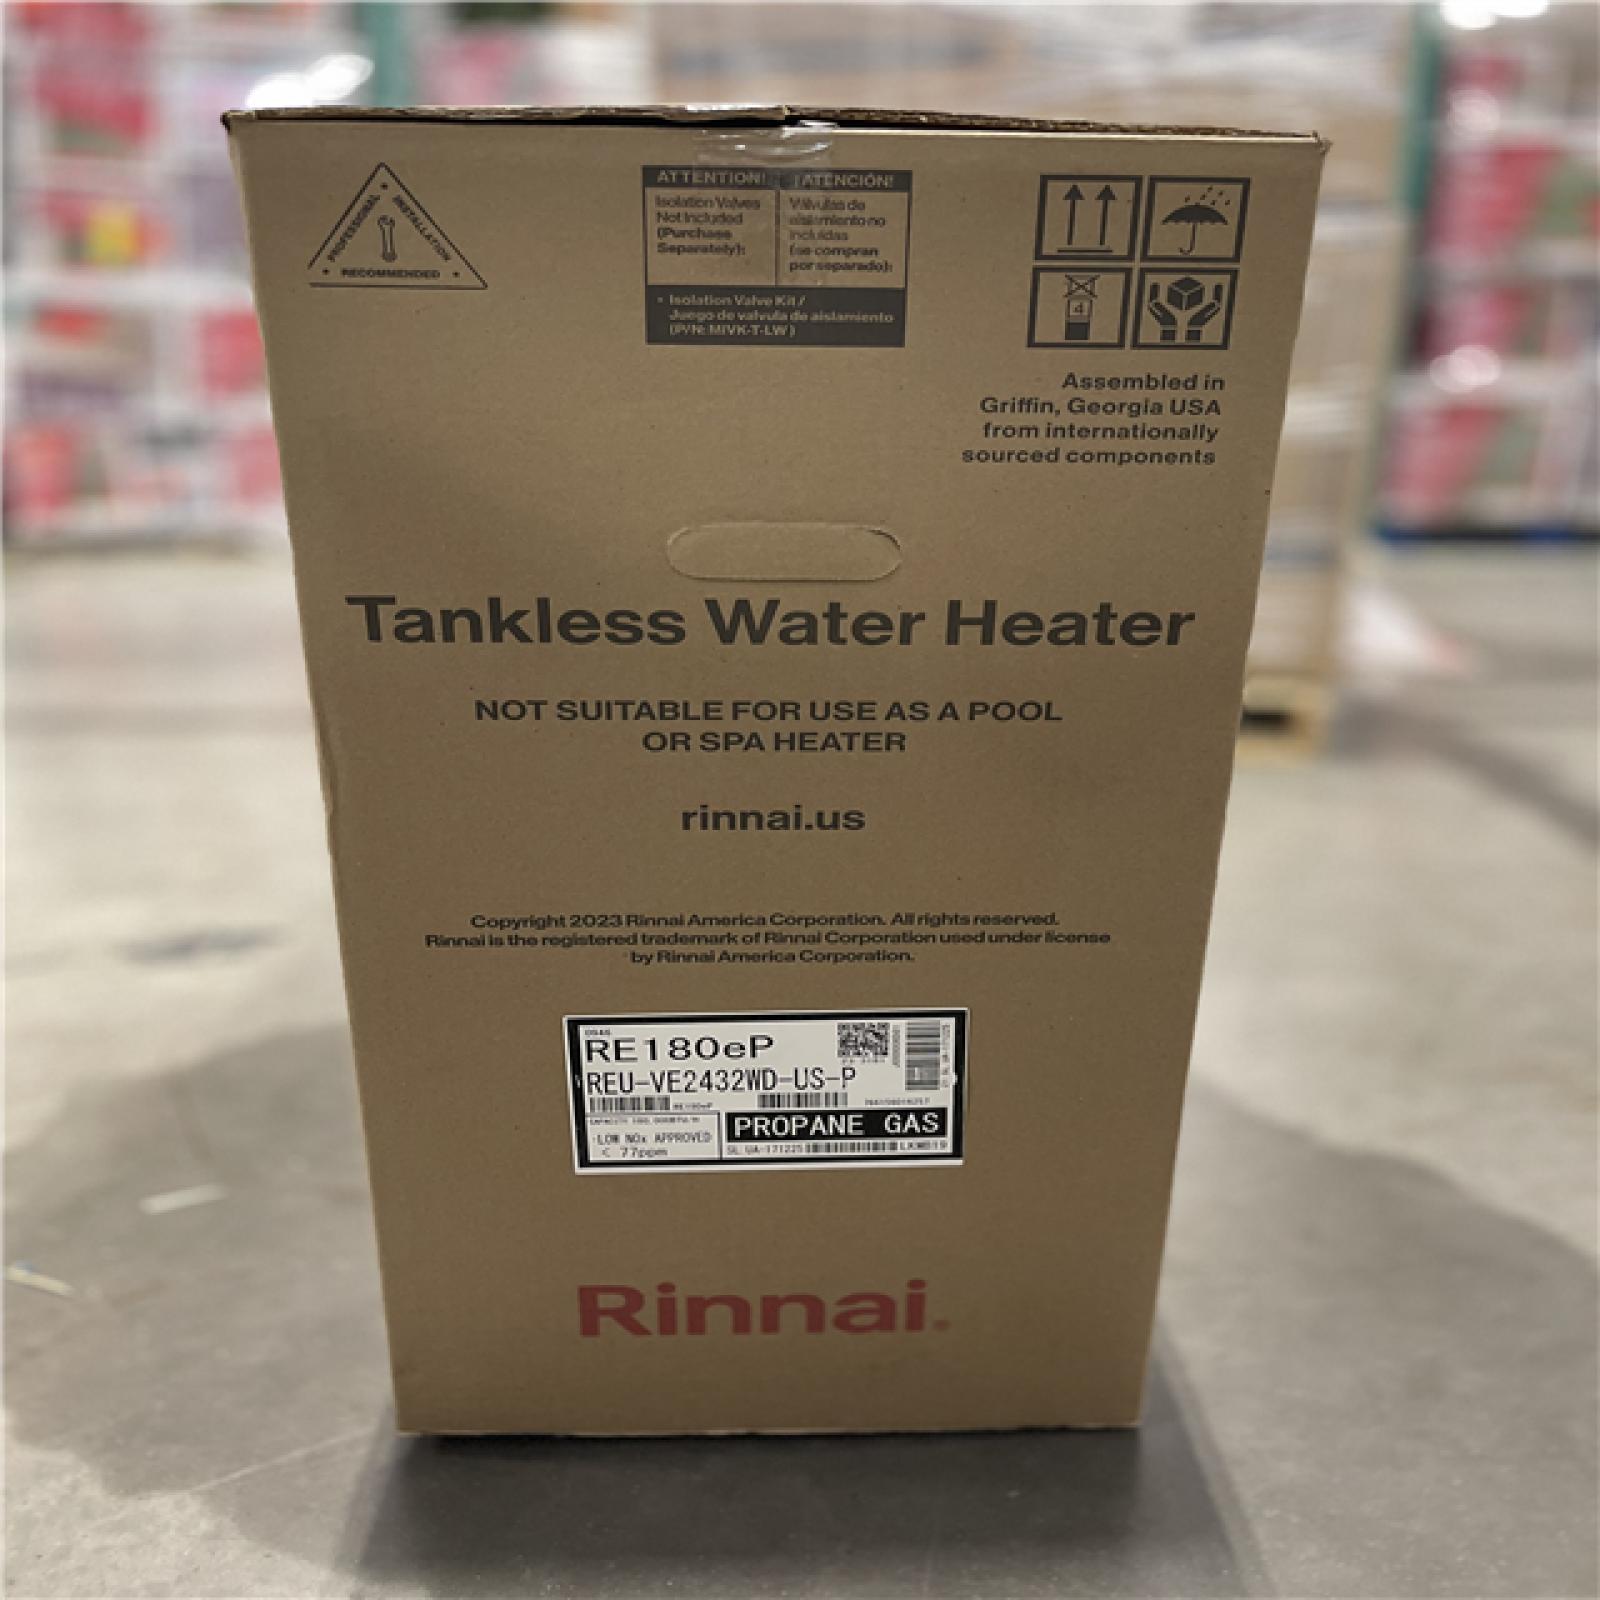 PROFESSIONAL INSTALLATION
RECOMMENDED
ATTENTION!
Isolation Valves
Not Included
(Purchase
Separately):
¡ATENCIÓN!
Válvulas de
aislamiento no
incluidas
(se compran
por separado):
• Isolation Valve Kit /
Juego de valvula de aislamiento
(P/N: MIVK-T-LW)
4
Assembled in
Griffin, Georgia USA
from internationally
sourced components
Tankless Water Heater
NOT SUITABLE FOR USE AS A POOL
OR SPA HEATER
rinnai.us
Copyright 2023 Rinnai America Corporation. All rights reserved.
Rinnai is the registered trademark of Rinnai Corporation used under license
by Rinnai America Corporation.
RE180eP
REU-VE2432WD-US-P
RE180eP
PROPANE GAS
LOW NOx APPROVED
< 77ppm
Rinnai.